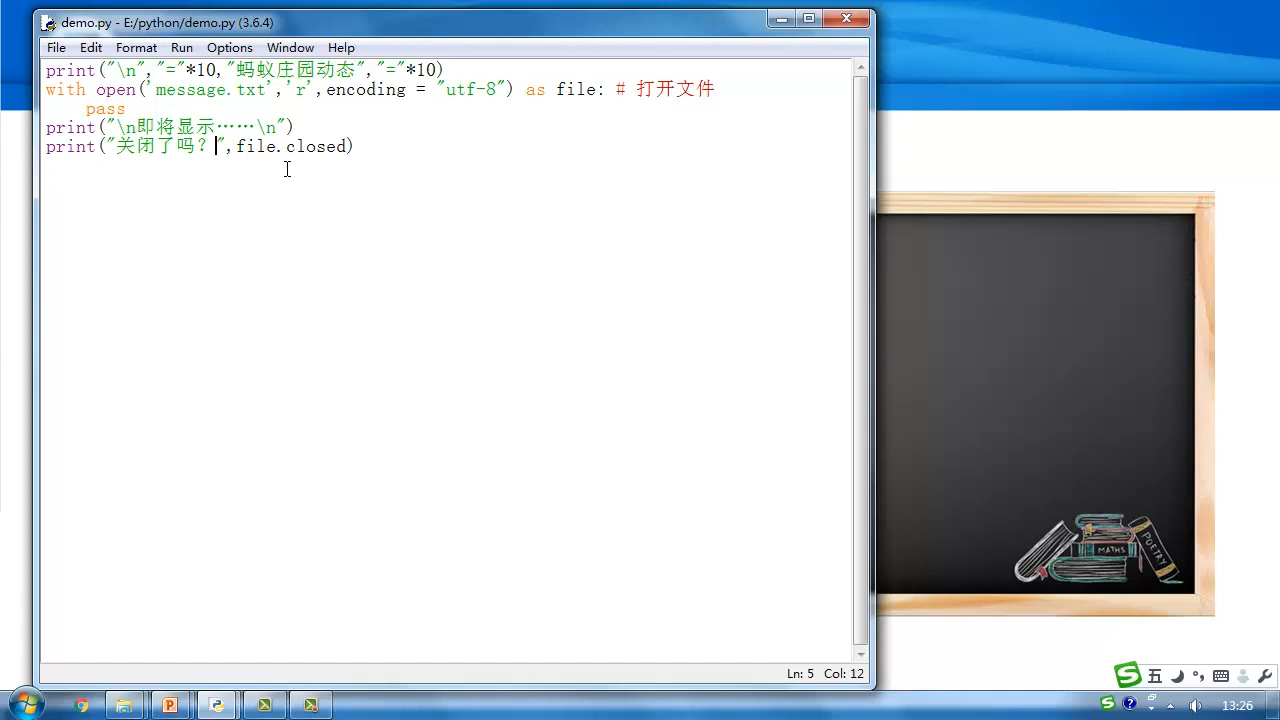 demo.py - E:/python/demo.py (3.6.4)
File Edit Format Run Options Window Help
print("\n","="*10,"蚂蚁庄园动态","="*10)
with open('message.txt','r',encoding = "utf-8") as file: # 打开文件
    pass
print("\n即将显示……\n")
print("关闭了吗？",file.closed)
MATHS
POETRY
Ln: 5 Col: 12
五
13:26